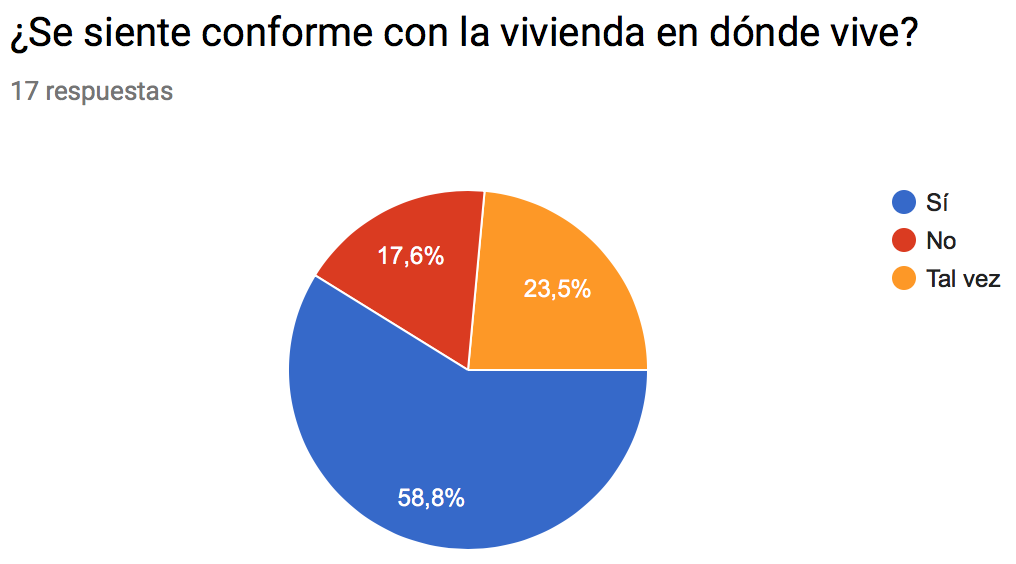 ¿Se siente conforme con la vivienda en dónde vive?
17 respuestas
17,6%
23,5%
58,8%
Sí
No
Tal vez